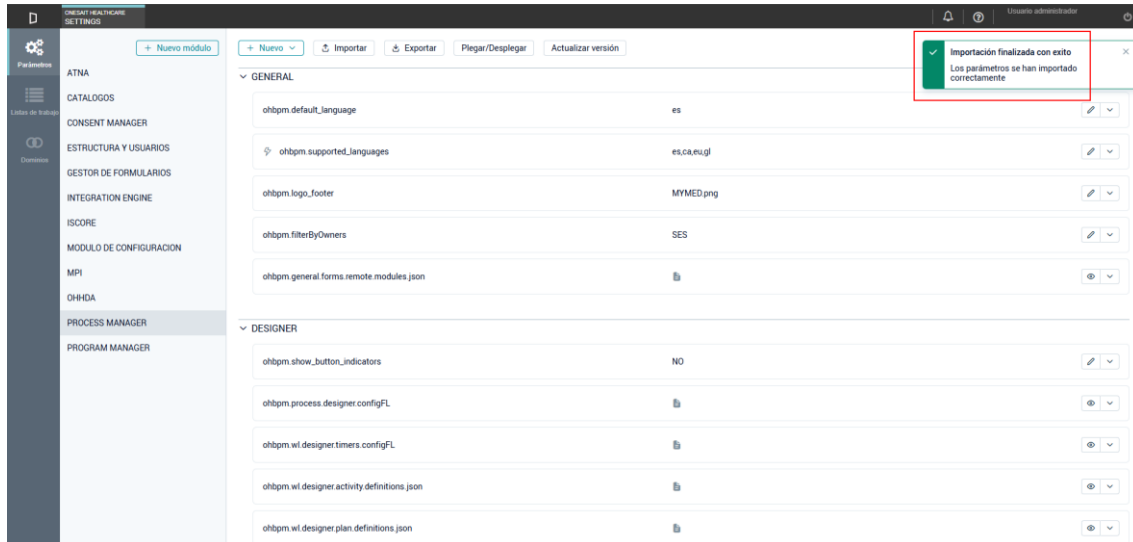 ONESAIT HEALTHCARE
SETTINGS
Usuario administrador
Parámetros
Listas de trabajo
Dominios
+ Nuevo módulo
ATNA
CATALOGOS
CONSENT MANAGER
ESTRUCTURA Y USUARIOS
GESTOR DE FORMULARIOS
INTEGRATION ENGINE
ISCORE
MODULO DE CONFIGURACION
MPI
OHHDA
PROCESS MANAGER
PROGRAM MANAGER
+ Nuevo Importar Exportar Plegar/Desplegar Actualizar versión
Importación finalizada con exito
Los parámetros se han importado
correctamente
GENERAL
ohbpm.default_language es
ohbpm.supported_languages es,ca,eu,gl
ohbpm.logo_footer MYMED.png
ohbpm.filterByOwners SES
ohbpm.general.forms.remote.modules.json
DESIGNER
ohbpm.show_button_indicators NO
ohbpm.process.designer.configFL
ohbpm.wl.designer.timers.configFL
ohbpm.wl.designer.activity.definitions.json
ohbpm.wl.designer.plan.definitions.json